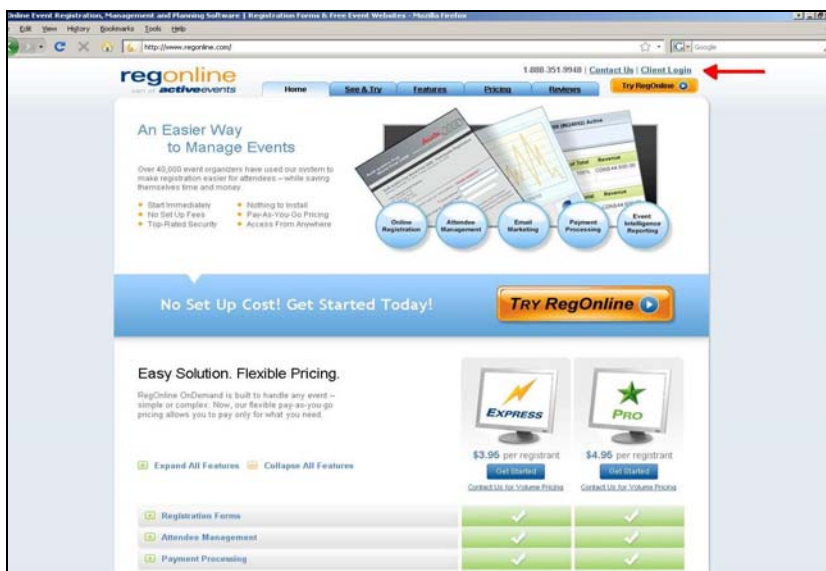 Online Event Registration, Management and Planning Software | Registration Forms & Free Event Websites - Mozilla Firefox
Edit View History Bookmarks Tools Help
http://www.regonline.com/
Google
regonline
part of activeevents
1-888-351-9948 | Contact Us | Client Login
Home
See & Try
Features
Pricing
Reviews
Try RegOnline
An Easier Way
to Manage Events
Over 40,000 event organizers have used our system to
make registration easier for attendees – while saving
themselves time and money.
Start Immediately
Nothing to Install
No Set Up Fees
Pay-As-You-Go Pricing
Top-Rated Security
Access From Anywhere
Active
of Total Revenue
100%
Revenue
Online
Registration
Attendee
Management
Email
Marketing
Payment
Processing
Event
Intelligence
Reporting
No Set Up Cost! Get Started Today!
TRY RegOnline
Easy Solution. Flexible Pricing.
RegOnline OnDemand is built to handle any event –
simple or complex. Now, our flexible pay-as-you-go
pricing allows you to pay only for what you need.
EXPRESS
PRO
$3.95 per registrant
$4.95 per registrant
Get Started
Get Started
Contact Us for Volume Pricing
Contact Us for Volume Pricing
Expand All Features
Collapse All Features
Registration Forms
Attendee Management
Payment Processing